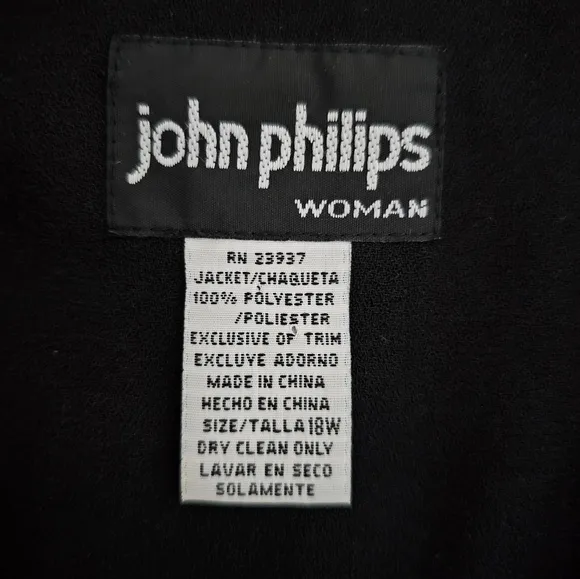 john philips
WOMAN
RN 23937
JACKET/CHAQUETA
100% POLYESTER
/POLIESTER
EXCLUSIVE OF TRIM
EXCLUYE ADORNO
MADE IN CHINA
HECHO EN CHINA
SIZE/TALLA 18W
DRY CLEAN ONLY
LAVAR EN SECO
SOLAMENTE